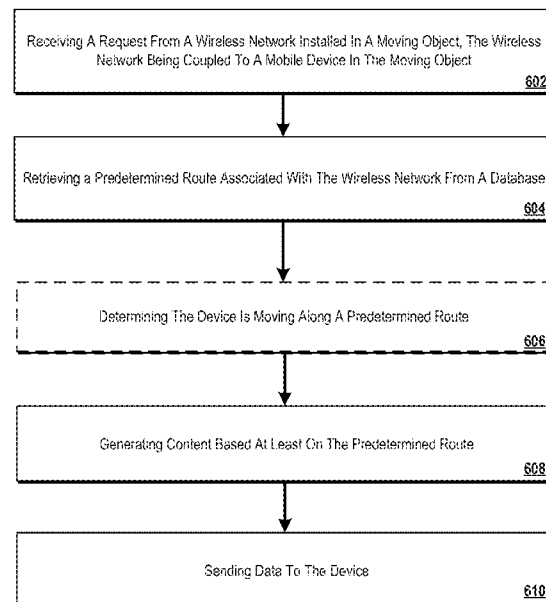 Receiving A Request From A Wireless Network Installed In A Moving Object, The Wireless
Network Being Coupled To A Mobile Device In The Moving Object
602
Retrieving a Predetermined Route Associated With The Wireless Network From A Database
604
Determining The Device Is Moving Along A Predetermined Route
606
Generating Content Based At Least On The Predetermined Route
608
Sending Data To The Device
610